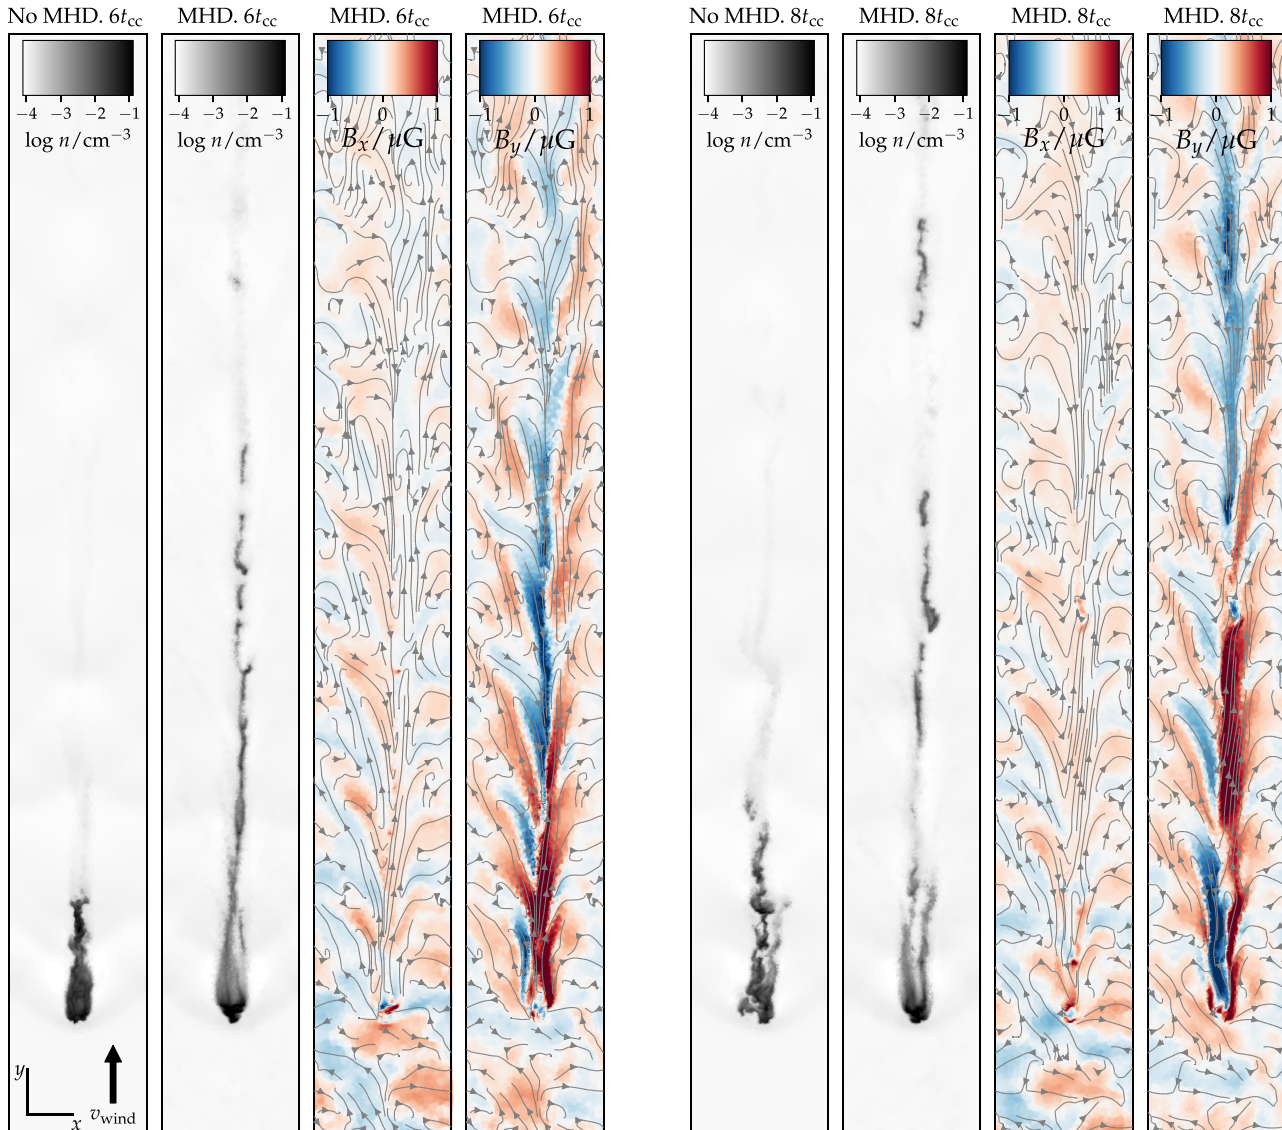 No MHD. 6t_cc MHD. 6t_cc MHD. 6t_cc MHD. 6t_cc No MHD. 8t_cc MHD. 8t_cc MHD. 8t_cc MHD. 8t_cc
−4 −3 −2 −1 −4 −3 −2 −1 −1 0 1 −1 0 1 −4 −3 −2 −1 −4 −3 −2 −1 −1 0 1 −1 0 1
log n/cm⁻³ log n/cm⁻³ B_x/μG B_y/μG log n/cm⁻³ log n/cm⁻³ B_x/μG B_y/μG
y
x v_wind